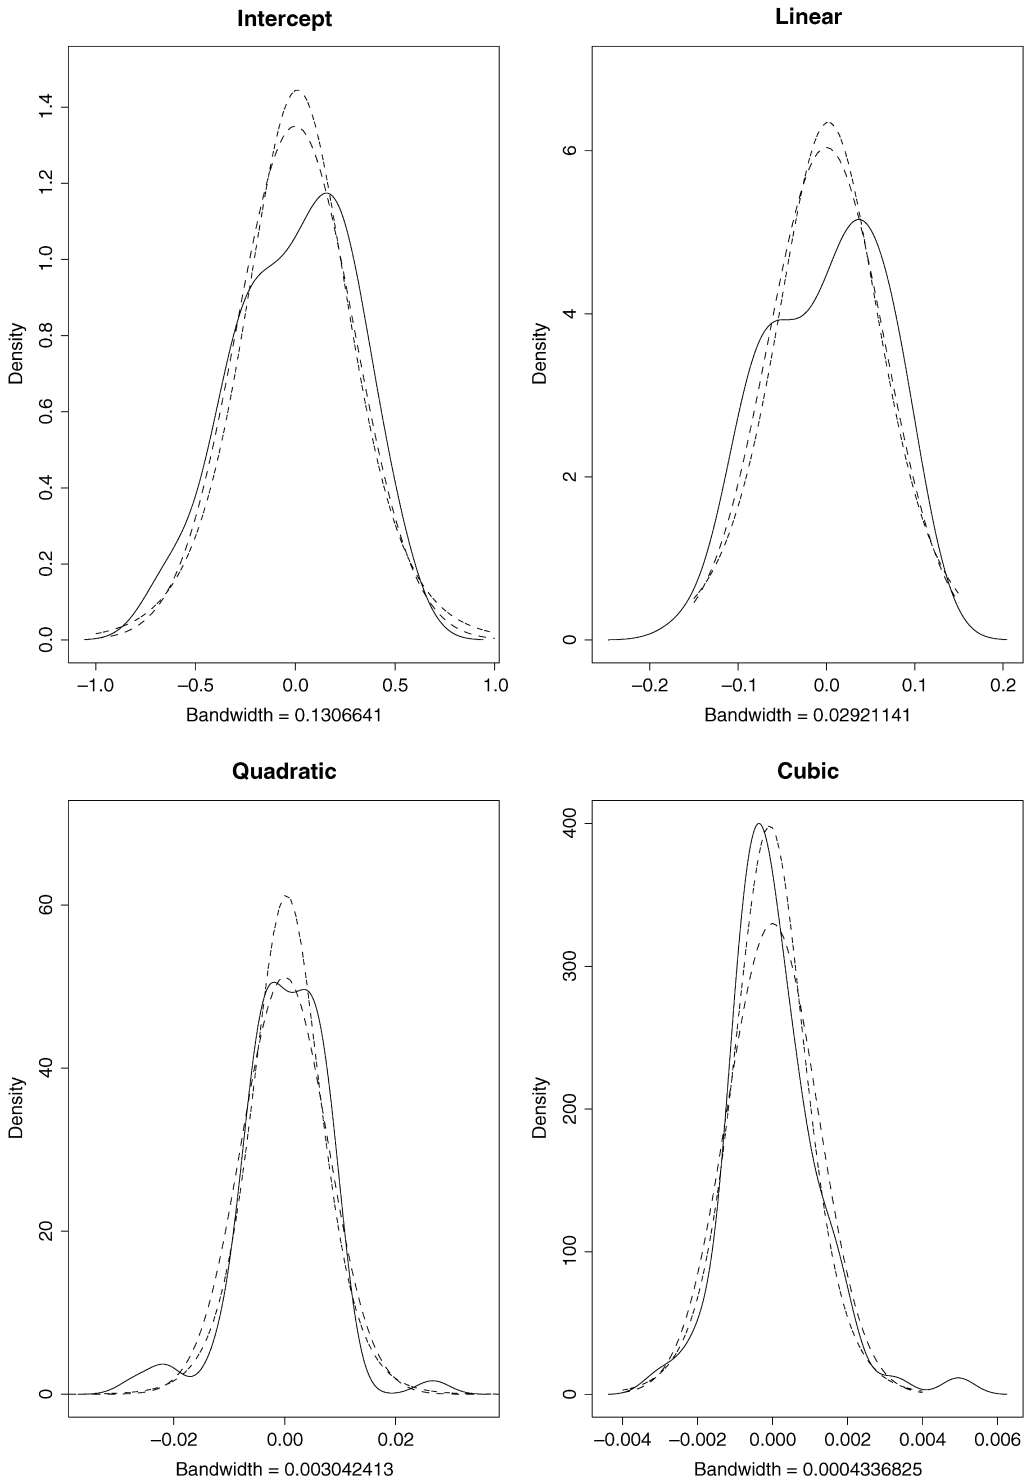 Intercept
Density
0.0 0.2 0.4 0.6 0.8 1.0 1.2 1.4
−1.0 −0.5 0.0 0.5 1.0
Bandwidth = 0.1306641
Linear
Density
0 2 4 6
−0.2 −0.1 0.0 0.1 0.2
Bandwidth = 0.02921141
Quadratic
Density
0 20 40 60
−0.02 0.00 0.02
Bandwidth = 0.003042413
Cubic
Density
0 100 200 300 400
−0.004 −0.002 0.000 0.002 0.004 0.006
Bandwidth = 0.0004336825